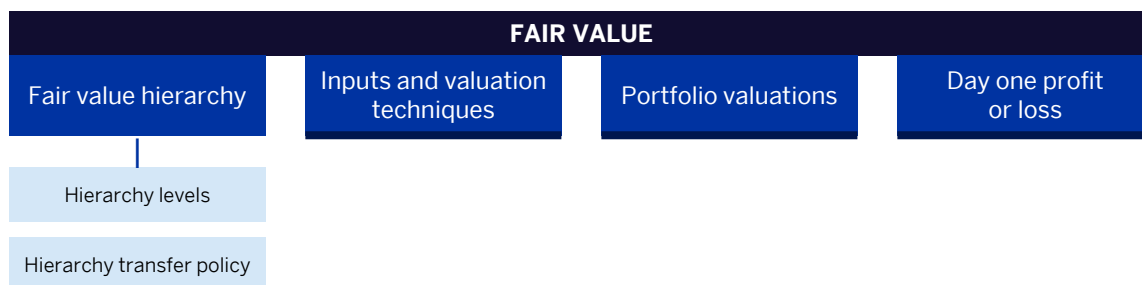 FAIR VALUE
Fair value hierarchy
Inputs and valuation
techniques
Portfolio valuations
Day one profit
or loss
Hierarchy levels
Hierarchy transfer policy